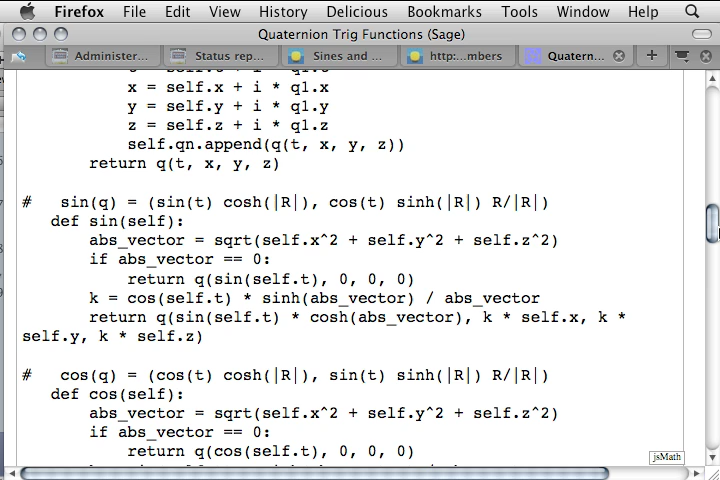 Firefox File Edit View History Delicious Bookmarks Tools Window Help
Quaternion Trig Functions (Sage)
Administer... Status rep... Sines and ... http:...mbers Quatern...
x = self.x + i * q1.x
y = self.y + i * q1.y
z = self.z + i * q1.z
self.qn.append(q(t, x, y, z))
return q(t, x, y, z)
# sin(q) = (sin(t) cosh(|R|), cos(t) sinh(|R|) R/|R|)
def sin(self):
abs_vector = sqrt(self.x^2 + self.y^2 + self.z^2)
if abs_vector == 0:
return q(sin(self.t), 0, 0, 0)
k = cos(self.t) * sinh(abs_vector) / abs_vector
return q(sin(self.t) * cosh(abs_vector), k * self.x, k *
self.y, k * self.z)
# cos(q) = (cos(t) cosh(|R|), sin(t) sinh(|R|) R/|R|)
def cos(self):
abs_vector = sqrt(self.x^2 + self.y^2 + self.z^2)
if abs_vector == 0:
return q(cos(self.t), 0, 0, 0)
jsMath